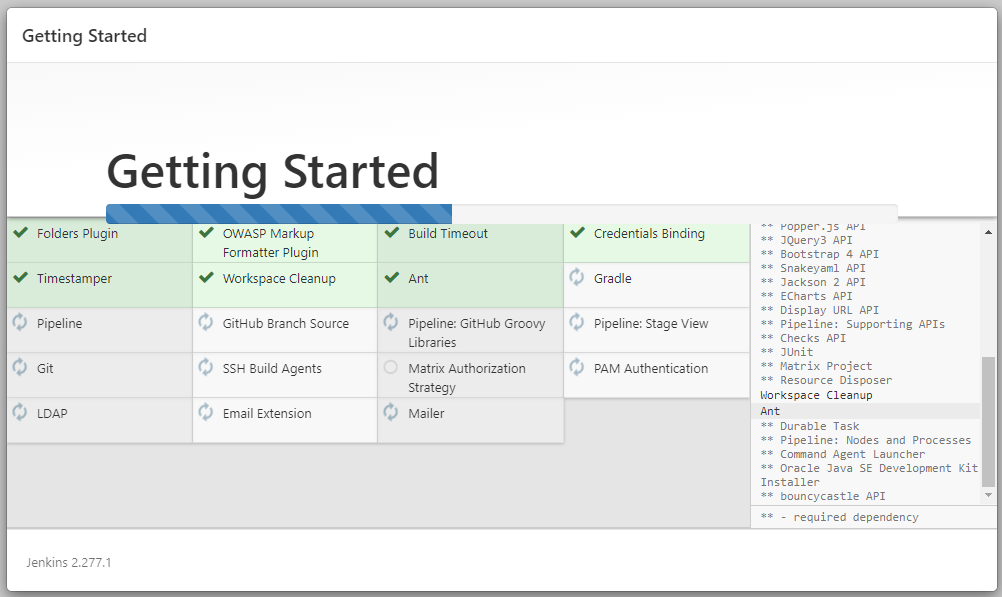 Getting Started
Getting Started
Folders Plugin
OWASP Markup
Formatter Plugin
Build Timeout
Credentials Binding
Timestamper
Workspace Cleanup
Ant
Gradle
Pipeline
GitHub Branch Source
Pipeline: GitHub Groovy
Libraries
Pipeline: Stage View
Git
SSH Build Agents
Matrix Authorization
Strategy
PAM Authentication
LDAP
Email Extension
Mailer
** Popper.js API
** JQuery3 API
** Bootstrap 4 API
** Snakeyaml API
** Jackson 2 API
** ECharts API
** Display URL API
** Pipeline: Supporting APIs
** Checks API
** JUnit
** Matrix Project
** Resource Disposer
Workspace Cleanup
Ant
** Durable Task
** Pipeline: Nodes and Processes
** Command Agent Launcher
** Oracle Java SE Development Kit
Installer
** bouncycastle API
** - required dependency
Jenkins 2.277.1